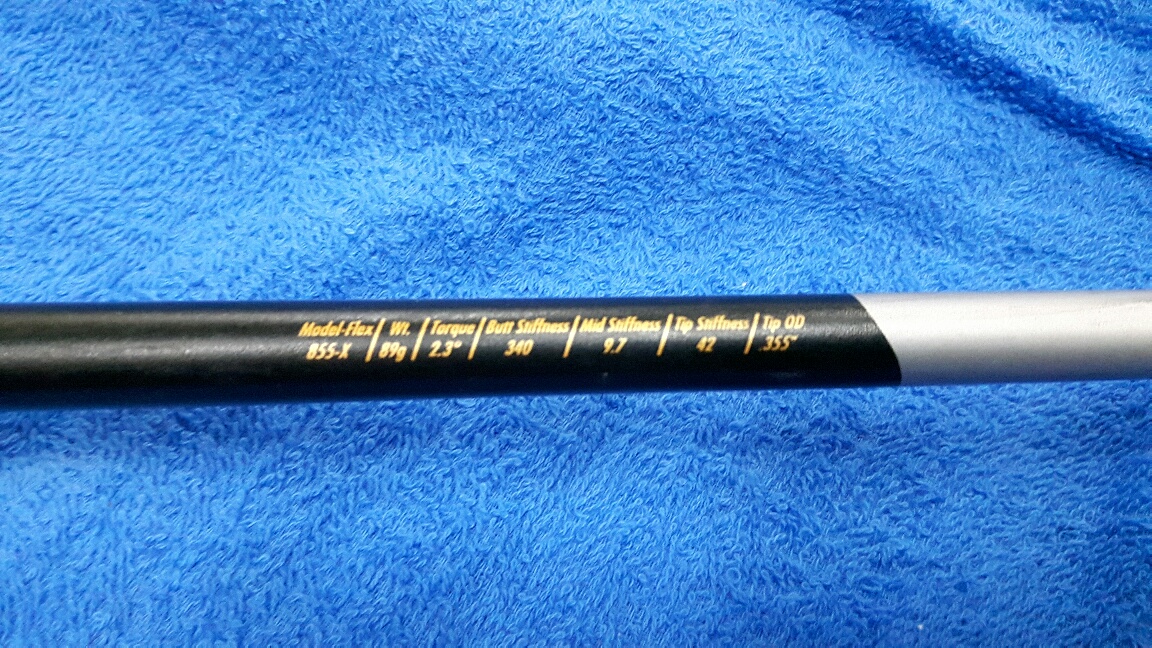 Model-Flex / Wt. / Torque / Butt Stiffness / Mid Stiffness / Tip Stiffness / Tip OD
855-X / 89g / 2.3° / 340 / 9.7 / 42 / .355"